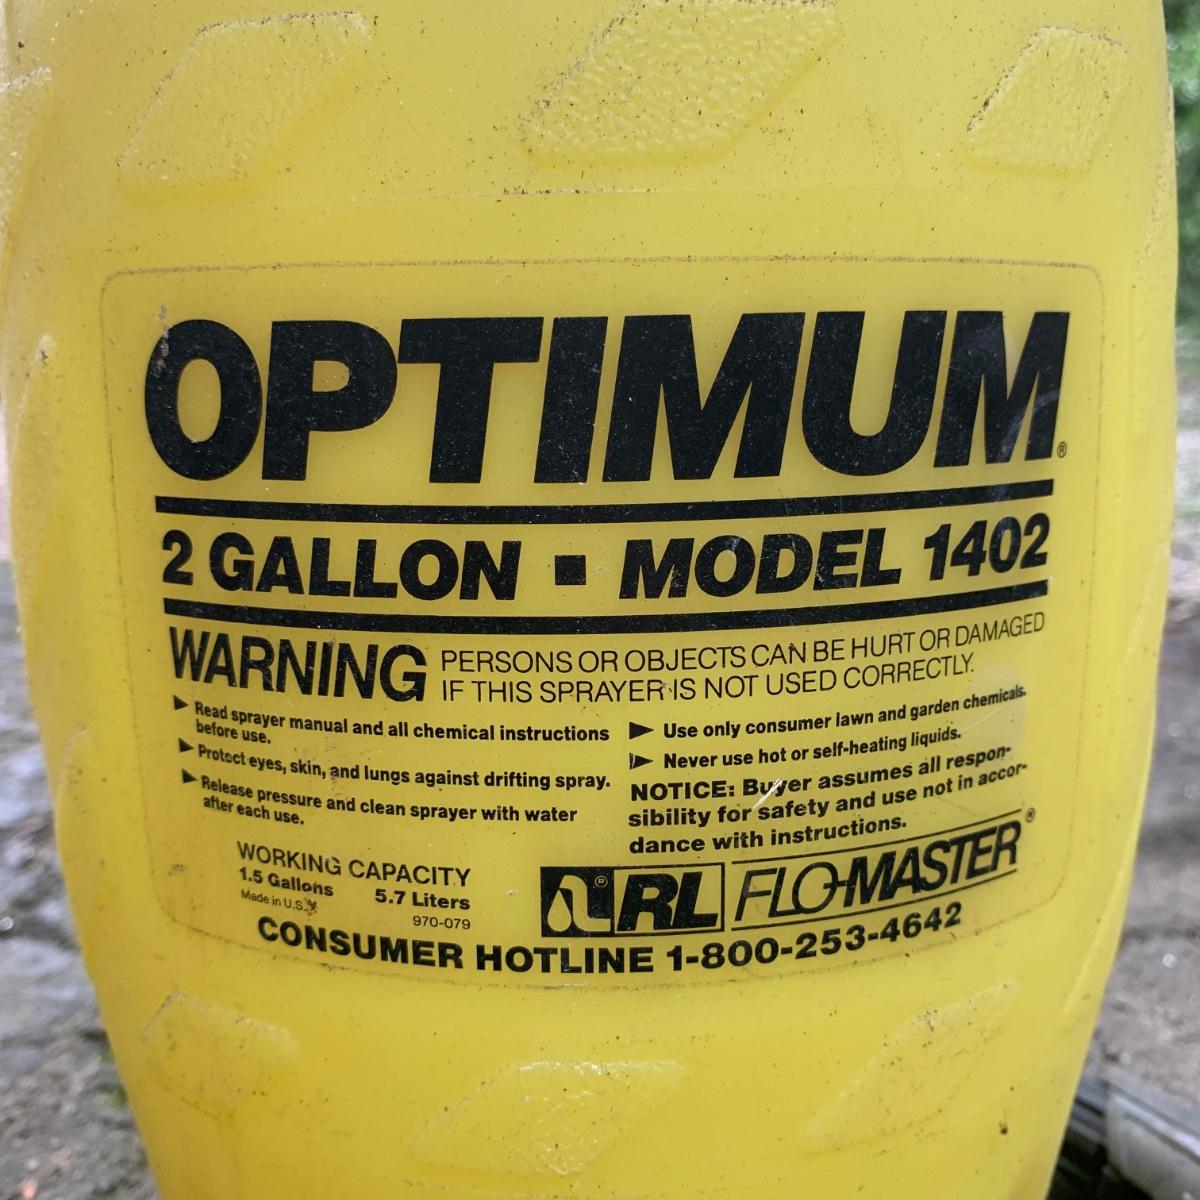 OPTIMUM®
2 GALLON ▪ MODEL 1402
WARNING PERSONS OR OBJECTS CAN BE HURT OR DAMAGED
IF THIS SPRAYER IS NOT USED CORRECTLY.
► Read sprayer manual and all chemical instructions
before use.
► Protect eyes, skin, and lungs against drifting spray.
► Release pressure and clean sprayer with water
after each use.
► Use only consumer lawn and garden chemicals.
► Never use hot or self-heating liquids.
NOTICE: Buyer assumes all respon-
sibility for safety and use not in accor-
dance with instructions.
WORKING CAPACITY
1.5 Gallons 5.7 Liters
Made in U.S.A. 970-079
® RL FLO-MASTER®
CONSUMER HOTLINE 1-800-253-4642